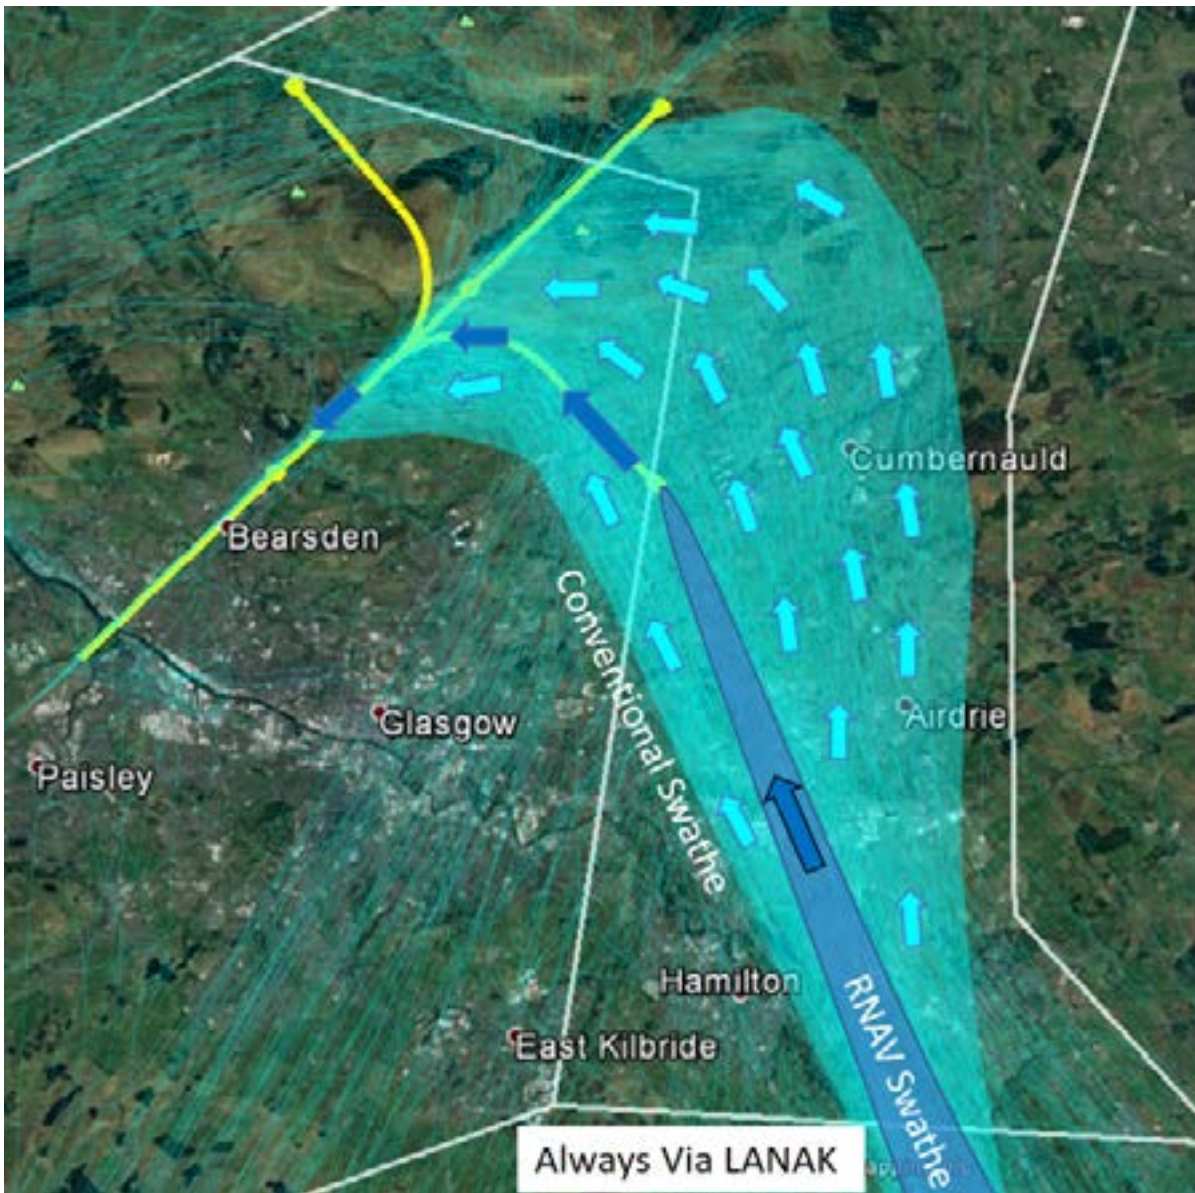 Cumbernauld
Bearsden
Conventional Swathe
Glasgow
Airdrie
Paisley
Hamilton
RNAV Swathe
East Kilbride
Always Via LANAK